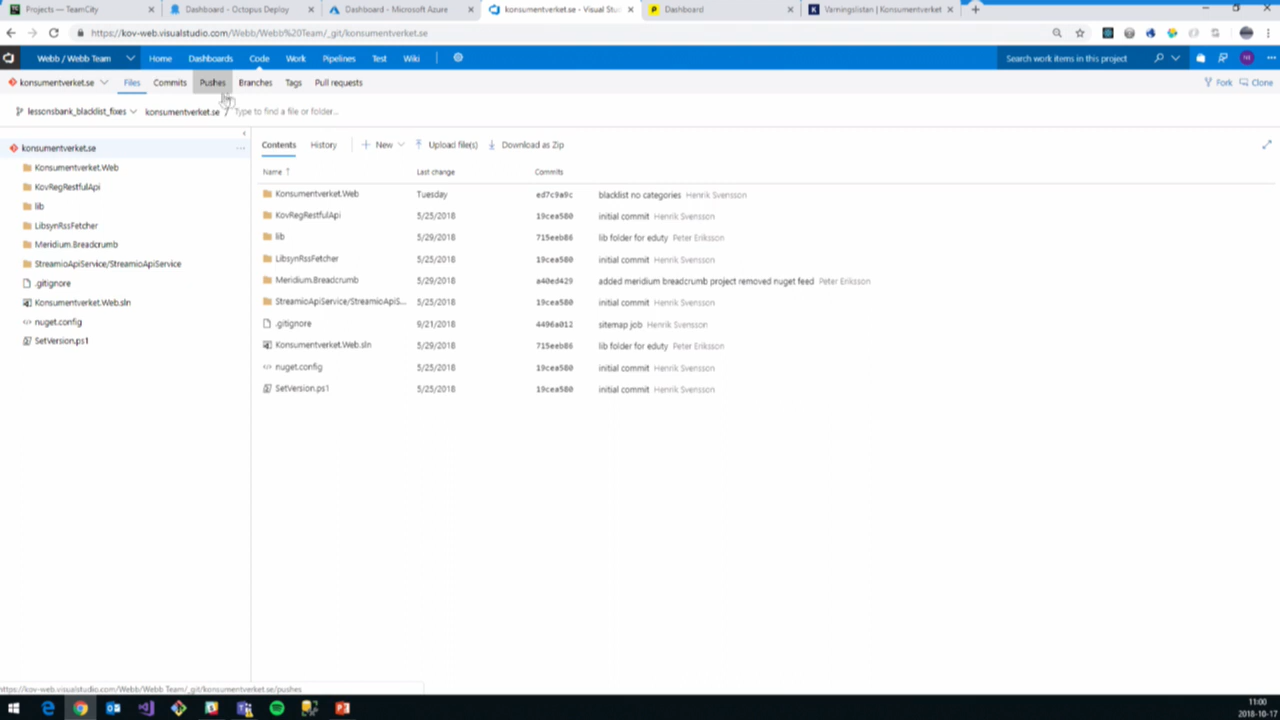 Projects — TeamCity
Dashboard - Octopus Deploy
Dashboard - Microsoft Azure
konsumentverket.se - Visual Stu
Dashboard
Varningslistan | Konsumentverket
https://kov-web.visualstudio.com/Webb/Webb%20Team/_git/konsumentverket.se
Webb / Webb Team Home Dashboards Code Work Pipelines Test Wiki Search work items in this project
konsumentverket.se Files Commits Pushes Branches Tags Pull requests Fork Clone
lessonsbank_blacklist_fixes konsumentverket.se / Type to find a file or folder...
konsumentverket.se ...
Konsumentverket.Web
KovRegRestfulApi
lib
LibsynRssFetcher
Meridium.Breadcrumb
StreamioApiService/StreamioApiService
.gitignore
Konsumentverket.Web.sln
nuget.config
SetVersion.ps1
Contents History New Upload file(s) Download as Zip
Name ↑ Last change Commits
Konsumentverket.Web Tuesday ed7c9a9c blacklist no categories Henrik Svensson
KovRegRestfulApi 5/25/2018 19cea580 initial commit Henrik Svensson
lib 5/29/2018 715eeb86 lib folder for eduty Peter Eriksson
LibsynRssFetcher 5/25/2018 19cea580 initial commit Henrik Svensson
Meridium.Breadcrumb 5/29/2018 a40ed429 added meridium breadcrumb project removed nuget feed Peter Eriksson
StreamioApiService/StreamioApiS... 5/25/2018 19cea580 initial commit Henrik Svensson
.gitignore 9/21/2018 4496a012 sitemap job Henrik Svensson
Konsumentverket.Web.sln 5/29/2018 715eeb86 lib folder for eduty Peter Eriksson
nuget.config 5/25/2018 19cea580 initial commit Henrik Svensson
SetVersion.ps1 5/25/2018 19cea580 initial commit Henrik Svensson
https://kov-web.visualstudio.com/Webb/Webb Team/_git/konsumentverket.se/pushes
11:00
2018-10-17